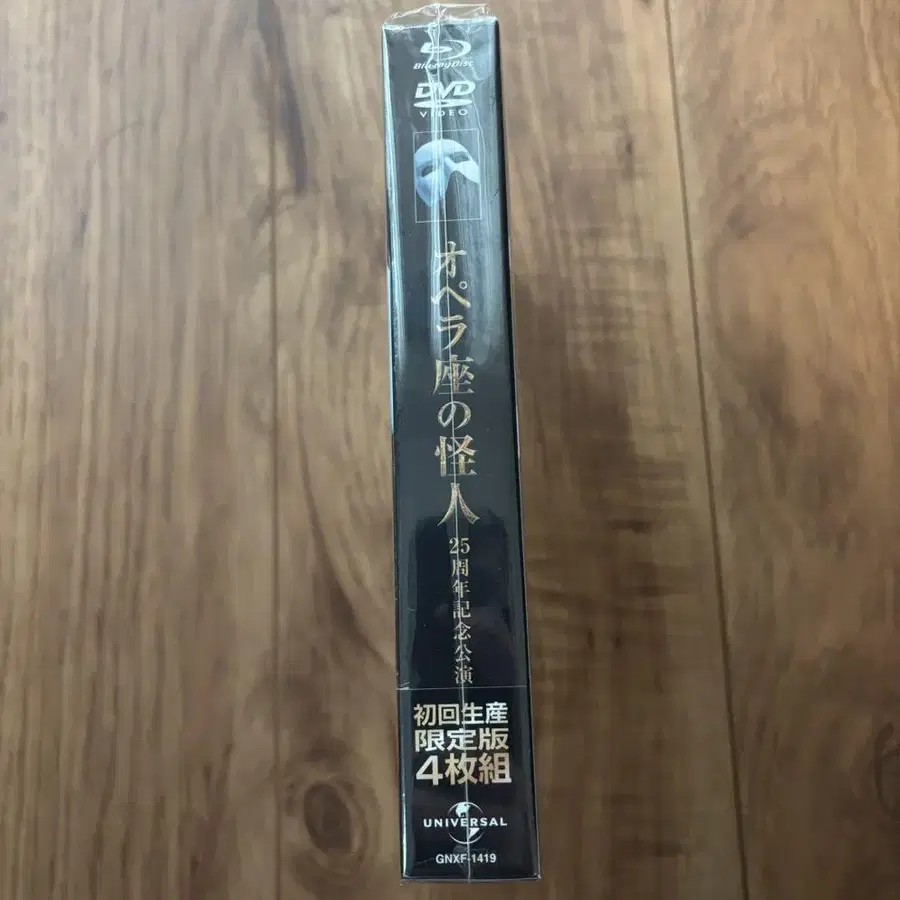 Blu-ray Disc
DVD
VIDEO
オペラ座の怪人
25周年記念公演
初回生産
限定版
4枚組
UNIVERSAL
GNXF-1419